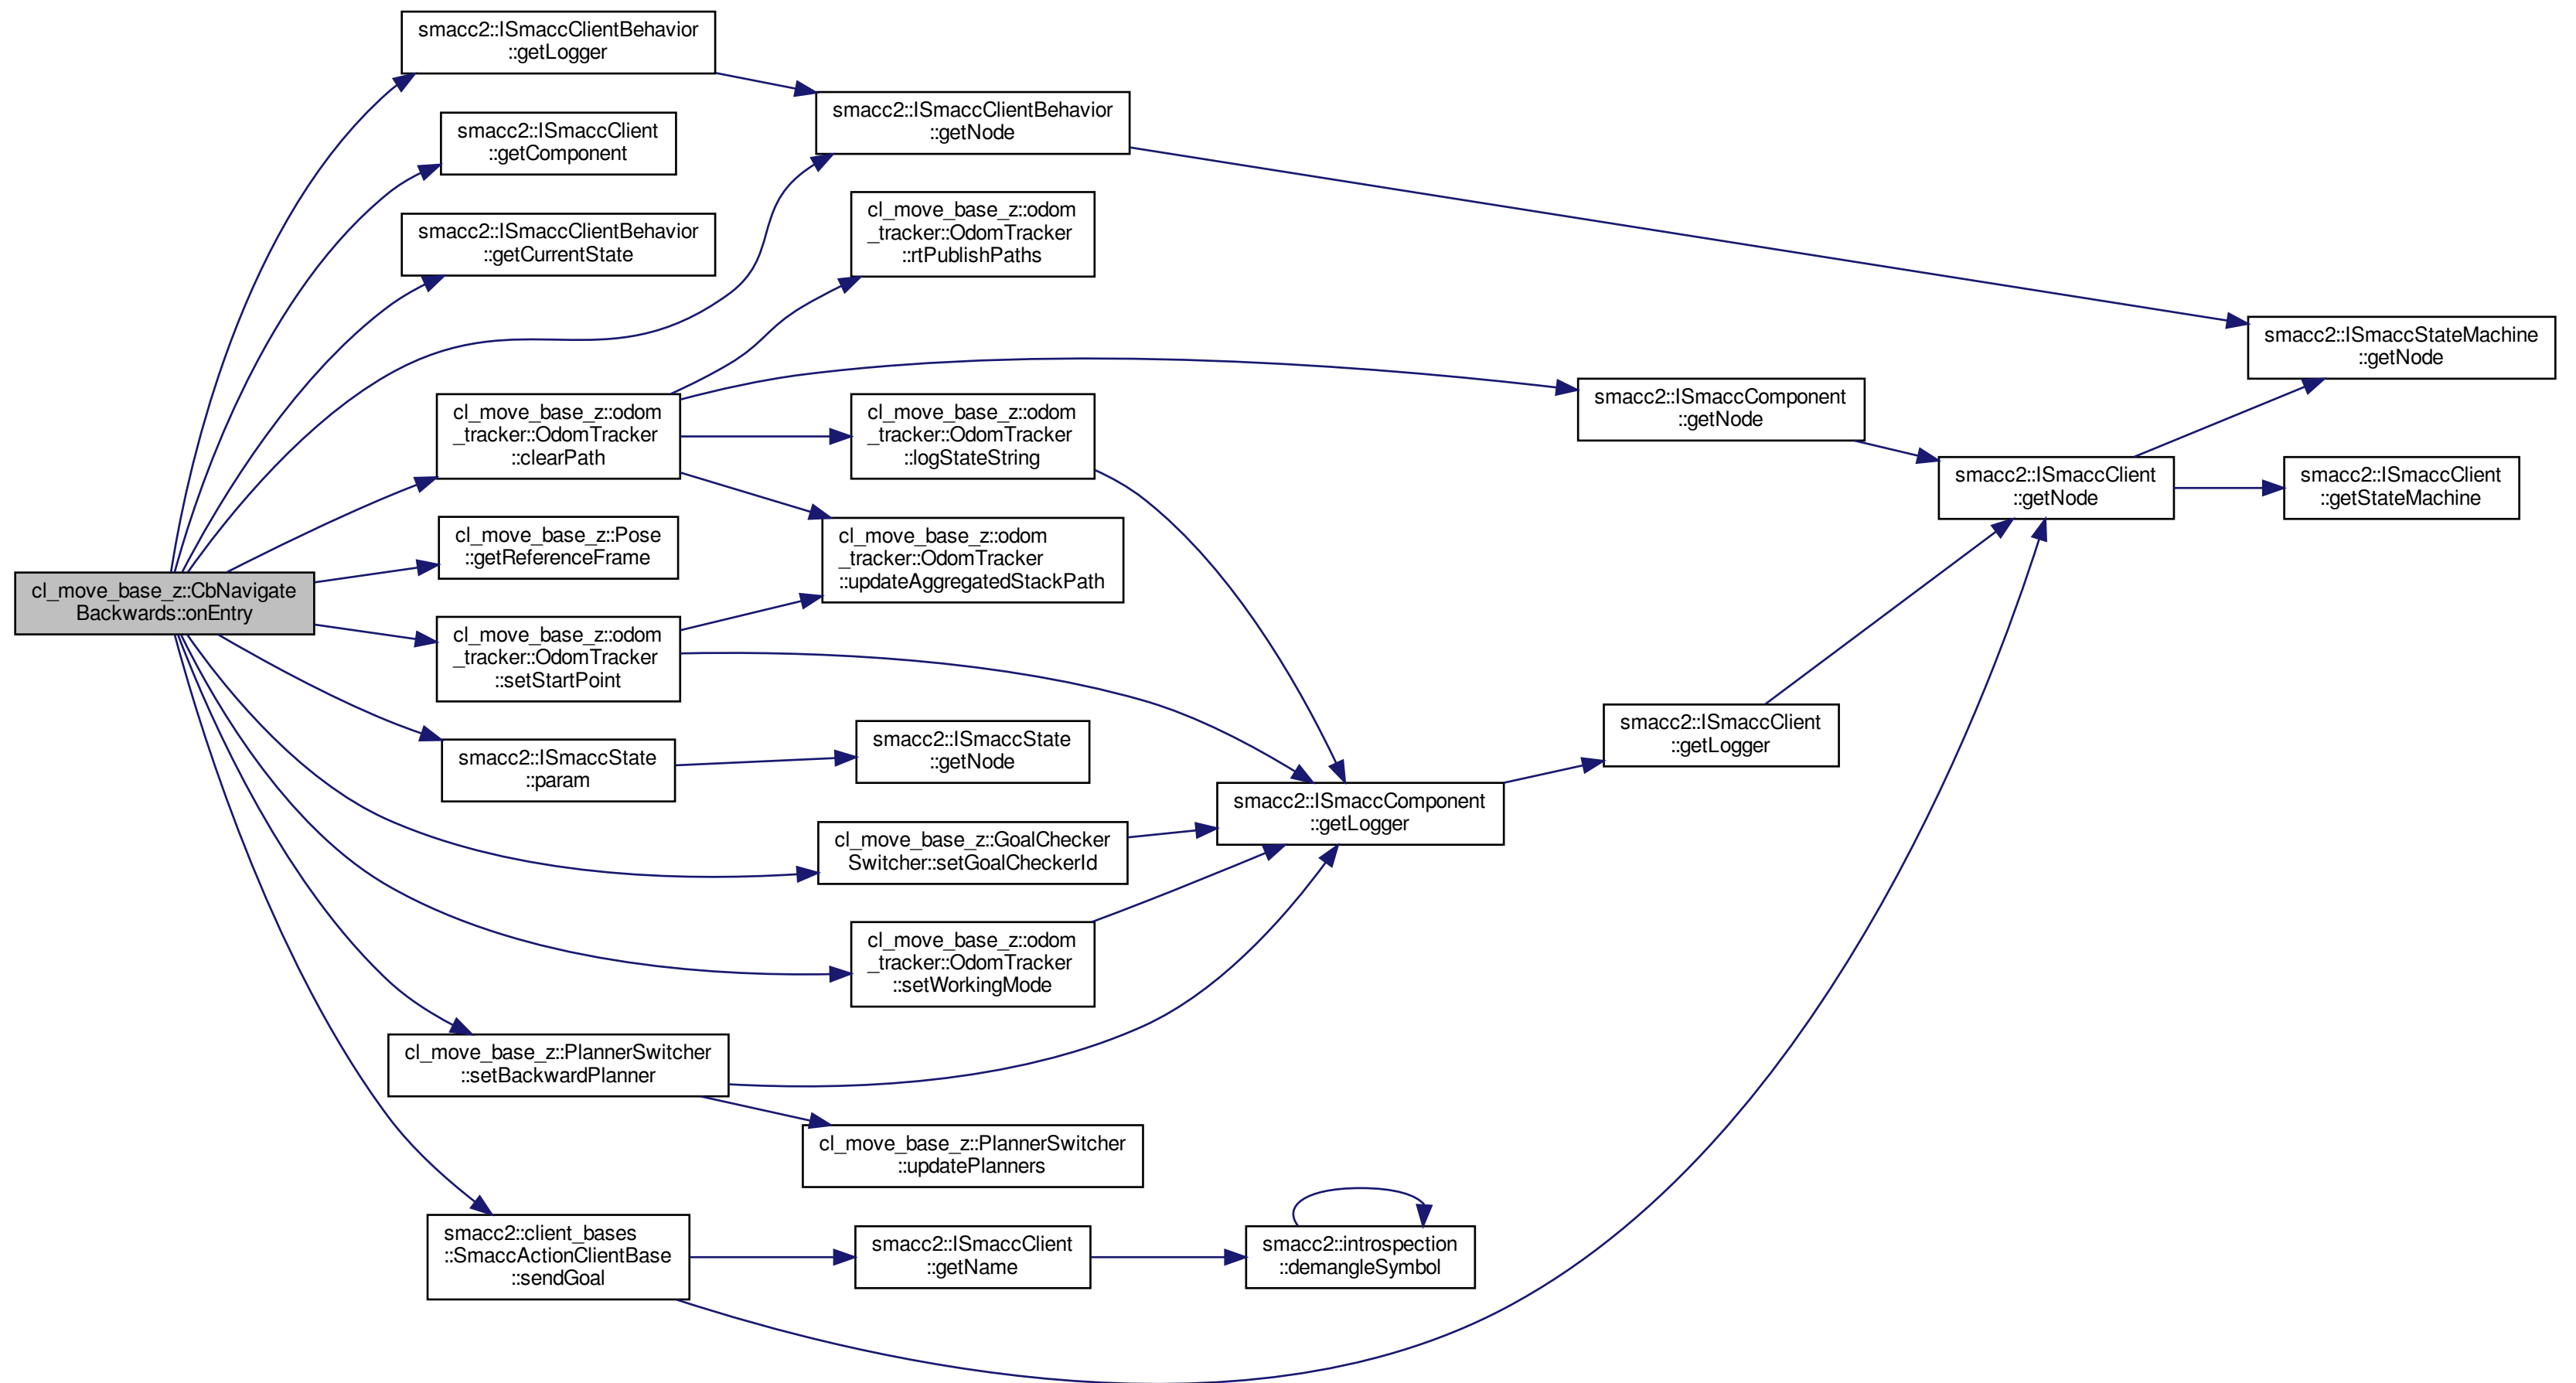 smacc2::ISmaccClientBehavior
::getLogger
smacc2::ISmaccClientBehavior
::getNode
smacc2::ISmaccClient
::getComponent
cl_move_base_z::odom
_tracker::OdomTracker
::rtPublishPaths
smacc2::ISmaccClientBehavior
::getCurrentState
smacc2::ISmaccStateMachine
::getNode
smacc2::ISmaccComponent
::getNode
cl_move_base_z::odom
_tracker::OdomTracker
::clearPath
cl_move_base_z::odom
_tracker::OdomTracker
::logStateString
smacc2::ISmaccClient
::getNode
smacc2::ISmaccClient
::getStateMachine
cl_move_base_z::Pose
::getReferenceFrame
cl_move_base_z::odom
_tracker::OdomTracker
::updateAggregatedStackPath
cl_move_base_z::CbNavigate
Backwards::onEntry
cl_move_base_z::odom
_tracker::OdomTracker
::setStartPoint
smacc2::ISmaccClient
::getLogger
smacc2::ISmaccState
::param
smacc2::ISmaccState
::getNode
smacc2::ISmaccComponent
::getLogger
cl_move_base_z::GoalChecker
Switcher::setGoalCheckerId
cl_move_base_z::odom
_tracker::OdomTracker
::setWorkingMode
cl_move_base_z::PlannerSwitcher
::setBackwardPlanner
cl_move_base_z::PlannerSwitcher
::updatePlanners
smacc2::client_bases
::SmaccActionClientBase
::sendGoal
smacc2::ISmaccClient
::getName
smacc2::introspection
::demangleSymbol